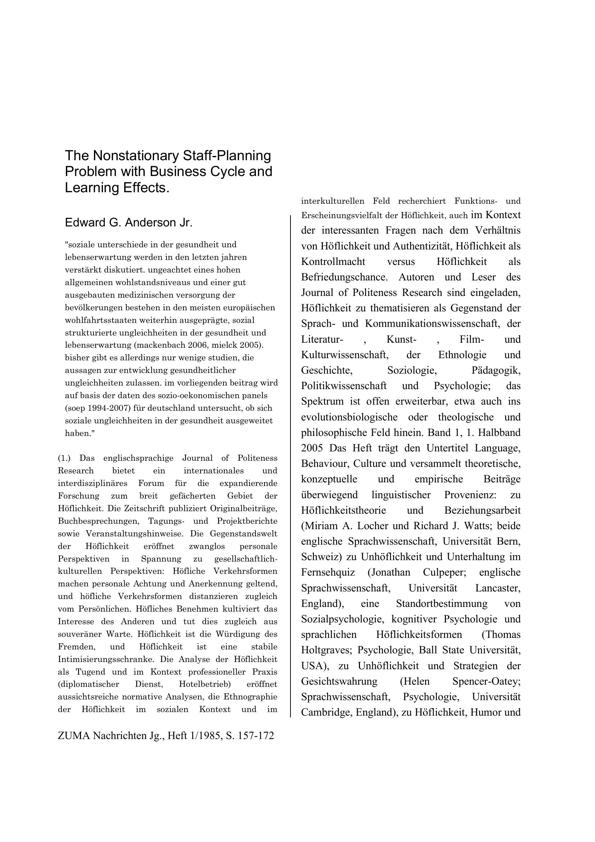 The Nonstationary Staff-Planning
Problem with Business Cycle and
Learning Effects.
Edward G. Anderson Jr.
"soziale unterschiede in der gesundheit und
lebenserwartung werden in den letzten jahren
verstärkt diskutiert. ungeachtet eines hohen
allgemeinen wohlstandsniveaus und einer gut
ausgebauten medizinischen versorgung der
bevölkerungen bestehen in den meisten europäischen
wohlfahrtsstaaten weiterhin ausgeprägte, sozial
strukturierte ungleichheiten in der gesundheit und
lebenserwartung (mackenbach 2006, mielck 2005).
bisher gibt es allerdings nur wenige studien, die
aussagen zur entwicklung gesundheitlicher
ungleichheiten zulassen. im vorliegenden beitrag wird
auf basis der daten des sozio-oekonomischen panels
(soep 1994-2007) für deutschland untersucht, ob sich
soziale ungleichheiten in der gesundheit ausgeweitet
haben."
(1.) Das englischsprachige Journal of Politeness
Research bietet ein internationales und
interdisziplinäres Forum für die expandierende
Forschung zum breit gefächerten Gebiet der
Höflichkeit. Die Zeitschrift publiziert Originalbeiträge,
Buchbesprechungen, Tagungs- und Projektberichte
sowie Veranstaltungshinweise. Die Gegenstandswelt
der Höflichkeit eröffnet zwanglos personale
Perspektiven in Spannung zu gesellschaftlich-
kulturellen Perspektiven: Höfliche Verkehrsformen
machen personale Achtung und Anerkennung geltend,
und höfliche Verkehrsformen distanzieren zugleich
vom Persönlichen. Höfliches Benehmen kultiviert das
Interesse des Anderen und tut dies zugleich aus
souveräner Warte. Höflichkeit ist die Würdigung des
Fremden, und Höflichkeit ist eine stabile
Intimisierungsschranke. Die Analyse der Höflichkeit
als Tugend und im Kontext professioneller Praxis
(diplomatischer Dienst, Hotelbetrieb) eröffnet
aussichtsreiche normative Analysen, die Ethnographie
der Höflichkeit im sozialen Kontext und im
interkulturellen Feld recherchiert Funktions- und
Erscheinungsvielfalt der Höflichkeit, auch im Kontext
der interessanten Fragen nach dem Verhältnis
von Höflichkeit und Authentizität, Höflichkeit als
Kontrollmacht versus Höflichkeit als
Befriedungschance. Autoren und Leser des
Journal of Politeness Research sind eingeladen,
Höflichkeit zu thematisieren als Gegenstand der
Sprach- und Kommunikationswissenschaft, der
Literatur- , Kunst- , Film- und
Kulturwissenschaft, der Ethnologie und
Geschichte, Soziologie, Pädagogik,
Politikwissenschaft und Psychologie; das
Spektrum ist offen erweiterbar, etwa auch ins
evolutionsbiologische oder theologische und
philosophische Feld hinein. Band 1, 1. Halbband
2005 Das Heft trägt den Untertitel Language,
Behaviour, Culture und versammelt theoretische,
konzeptuelle und empirische Beiträge
überwiegend linguistischer Provenienz: zu
Höflichkeitstheorie und Beziehungsarbeit
(Miriam A. Locher und Richard J. Watts; beide
englische Sprachwissenschaft, Universität Bern,
Schweiz) zu Unhöflichkeit und Unterhaltung im
Fernsehquiz (Jonathan Culpeper; englische
Sprachwissenschaft, Universität Lancaster,
England), eine Standortbestimmung von
Sozialpsychologie, kognitiver Psychologie und
sprachlichen Höflichkeitsformen (Thomas
Holtgraves; Psychologie, Ball State Universität,
USA), zu Unhöflichkeit und Strategien der
Gesichtswahrung (Helen Spencer-Oatey;
Sprachwissenschaft, Psychologie, Universität
Cambridge, England), zu Höflichkeit, Humor und
ZUMA Nachrichten Jg., Heft 1/1985, S. 157-172